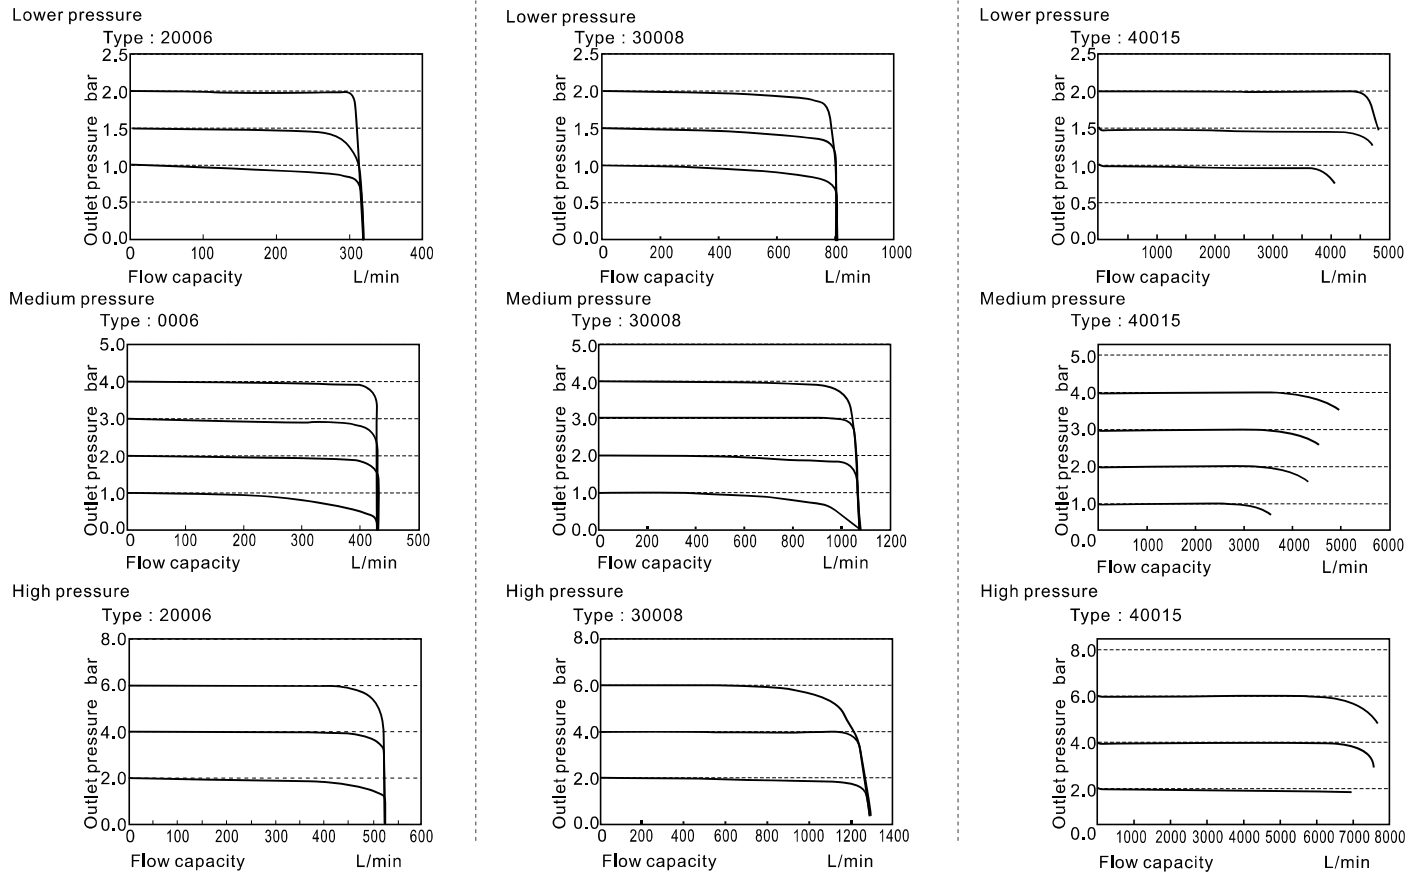 Lower pressure
Type : 20006
Outlet pressure bar
2.5
2.0
1.5
1.0
0.5
0.0
0 100 200 300 400
Flow capacity L/min
Medium pressure
Type : 0006
Outlet pressure bar
5.0
4.0
3.0
2.0
1.0
0.0
0 100 200 300 400 500
Flow capacity L/min
High pressure
Type : 20006
Outlet pressure bar
8.0
6.0
4.0
2.0
0.0
0 100 200 300 400 500 600
Flow capacity L/min
Lower pressure
Type : 30008
Outlet pressure bar
2.5
2.0
1.5
1.0
0.5
0.0
0 200 400 600 800 1000
Flow capacity L/min
Medium pressure
Type : 30008
Outlet pressure bar
5.0
4.0
3.0
2.0
1.0
0.0
0 200 400 600 800 1000 1200
Flow capacity L/min
High pressure
Type : 30008
Outlet pressure bar
8.0
6.0
4.0
2.0
0.0
0 200 400 600 800 1000 1200 1400
Flow capacity L/min
Lower pressure
Type : 40015
Outlet pressure bar
2.5
2.0
1.5
1.0
0.5
0.0
1000 2000 3000 4000 5000
Flow capacity L/min
Medium pressure
Type : 40015
Outlet pressure bar
5.0
4.0
3.0
2.0
1.0
0.0
1000 2000 3000 4000 5000 6000
Flow capacity L/min
High pressure
Type : 40015
Outlet pressure bar
8.0
6.0
4.0
2.0
0.0
1000 2000 3000 4000 5000 6000 7000 8000
Flow capacity L/min